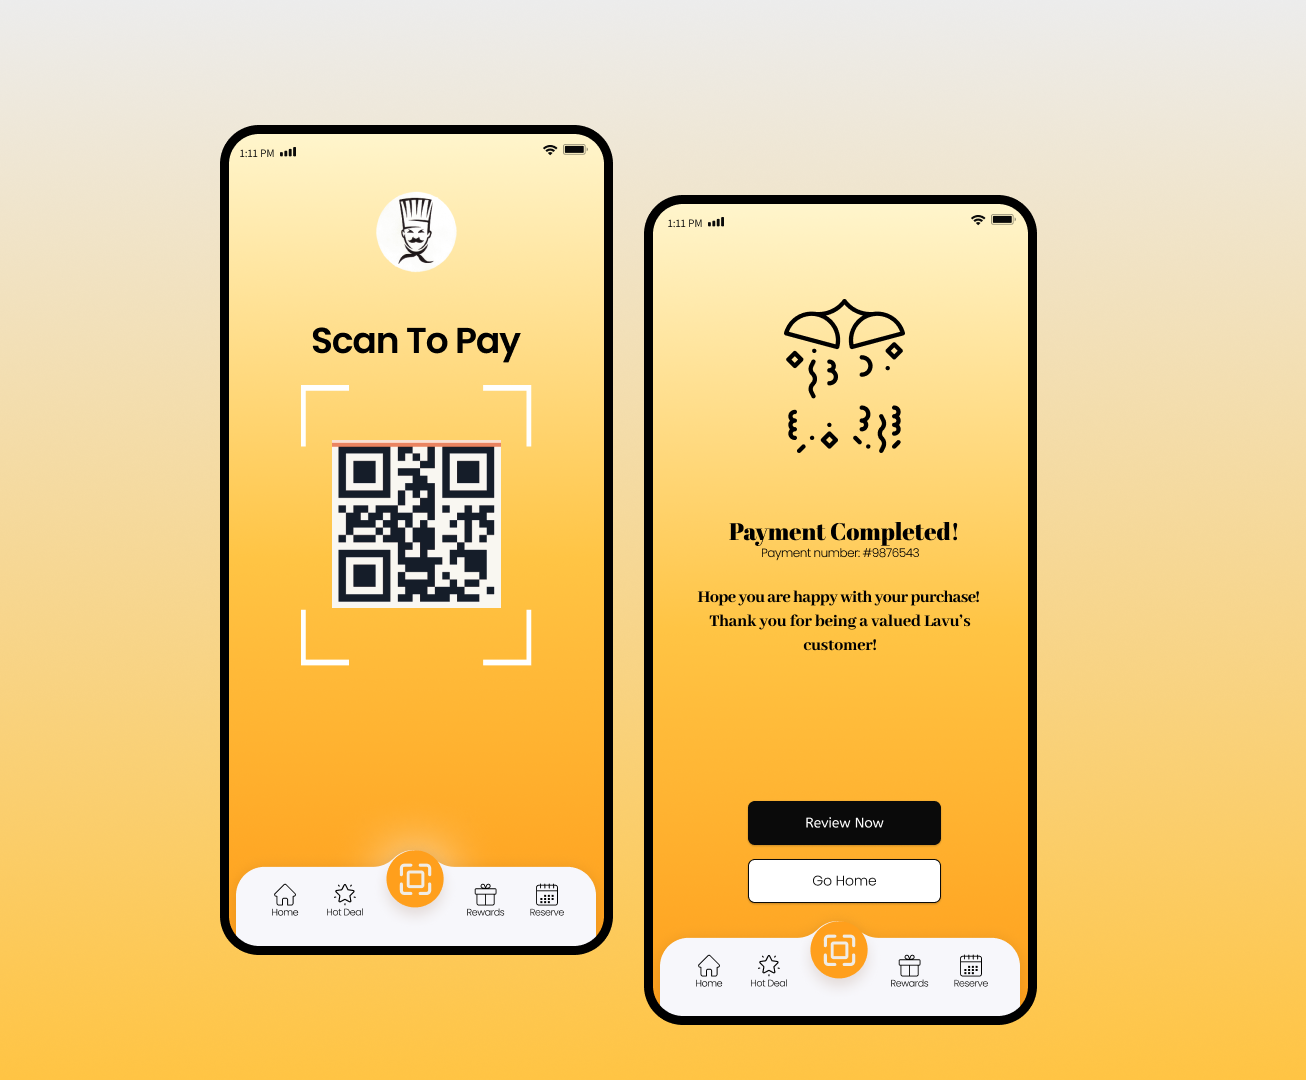 1:11 PM
Scan To Pay
Home
Hot Deal
Rewards
Reserve
1:11 PM
Payment Completed!
Payment number: #9876543
Hope you are happy with your purchase!
Thank you for being a valued Lavu’s
customer!
Review Now
Go Home
Home
Hot Deal
Rewards
Reserve